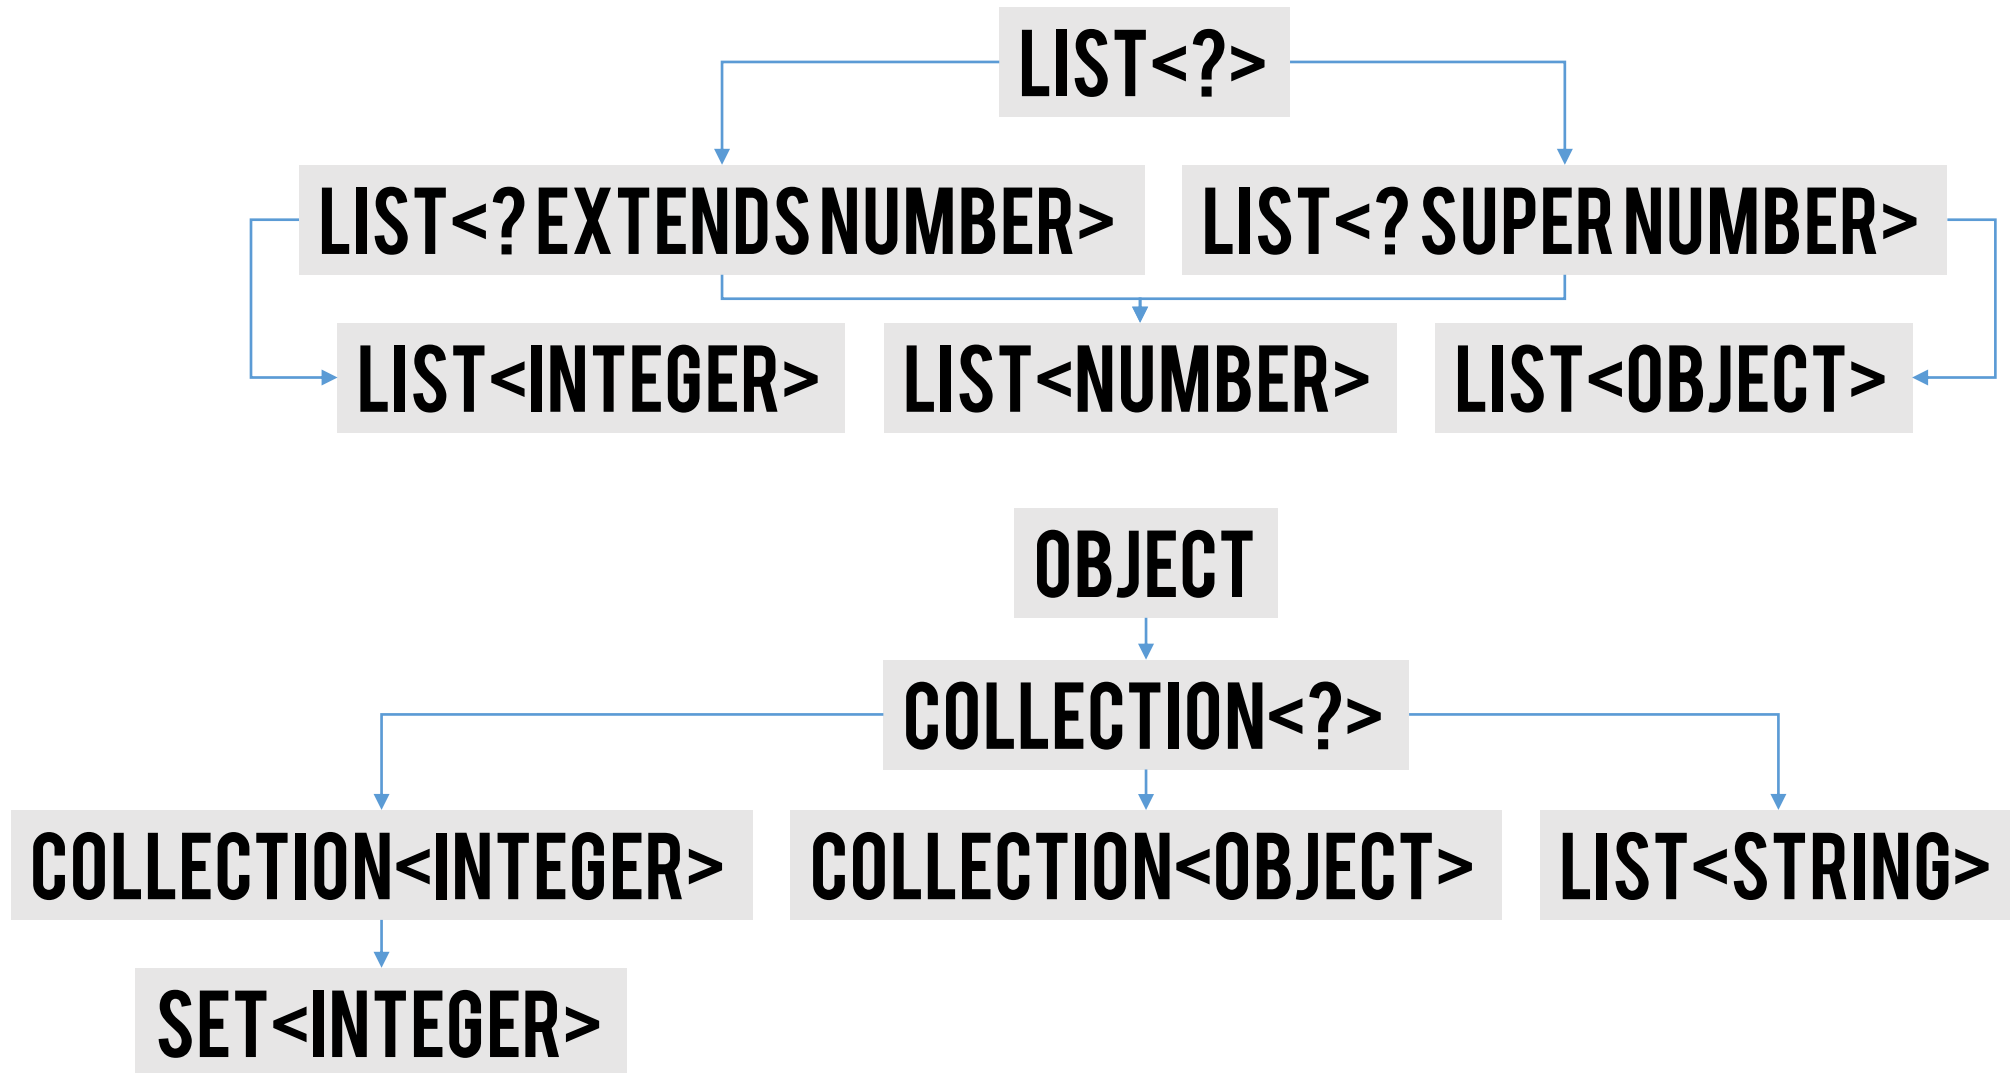 LIST<?>
LIST<? EXTENDS NUMBER>
LIST<? SUPER NUMBER>
LIST<INTEGER>
LIST<NUMBER>
LIST<OBJECT>
OBJECT
COLLECTION<?>
COLLECTION<INTEGER>
COLLECTION<OBJECT>
LIST<STRING>
SET<INTEGER>